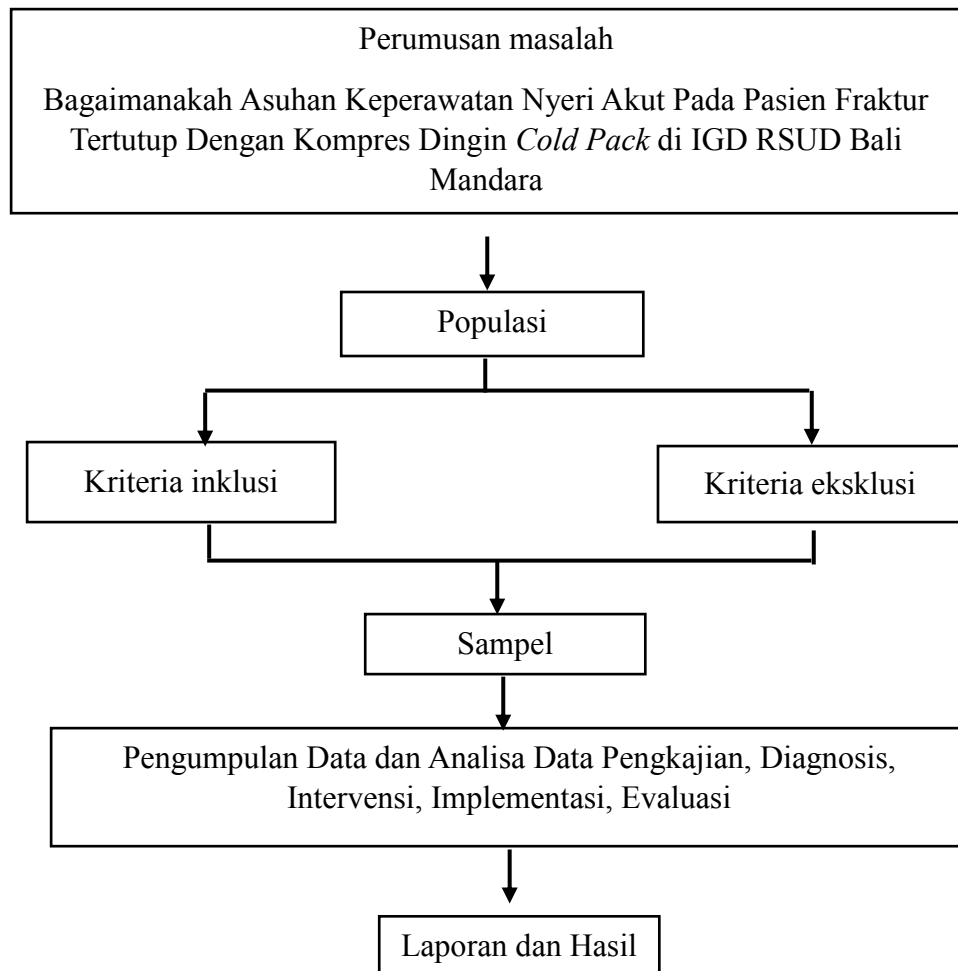 Perumusan masalah
Bagaimanakah Asuhan Keperawatan Nyeri Akut Pada Pasien Fraktur
Tertutup Dengan Kompres Dingin Cold Pack di IGD RSUD Bali
Mandara
Populasi
Kriteria inklusi
Kriteria eksklusi
Sampel
Pengumpulan Data dan Analisa Data Pengkajian, Diagnosis,
Intervensi, Implementasi, Evaluasi
Laporan dan Hasil